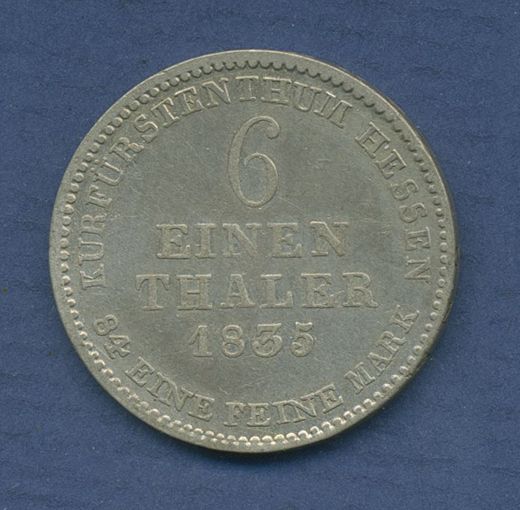 KURFÜRSTENTHUM HESSEN
6
EINEN
THALER
1835
84 EINE FEINE MARK